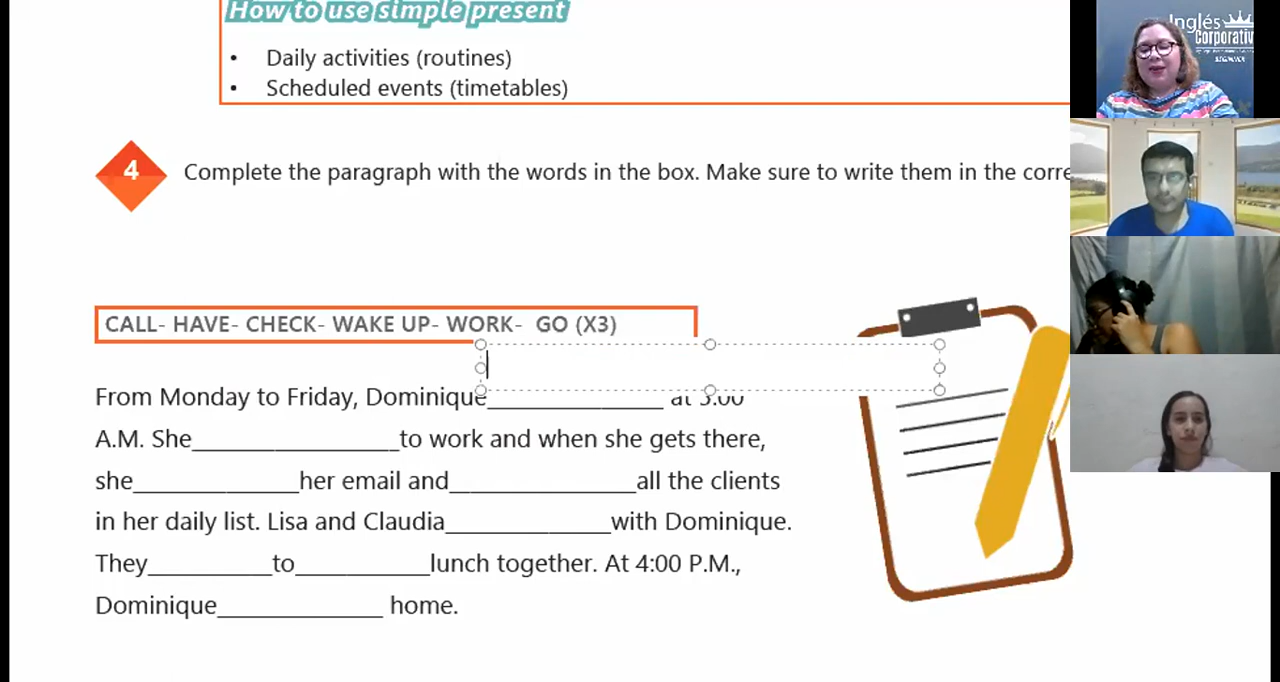 How to use simple present
• Daily activities (routines)
• Scheduled events (timetables)
4
Complete the paragraph with the words in the box. Make sure to write them in the corre
CALL- HAVE- CHECK- WAKE UP- WORK- GO (X3)
From Monday to Friday, Dominique______________ at 5:00
A.M. She________________to work and when she gets there,
she_____________her email and_______________all the clients
in her daily list. Lisa and Claudia_____________with Dominique.
They__________to___________lunch together. At 4:00 P.M.,
Dominique_____________ home.
Inglés
Corporativ